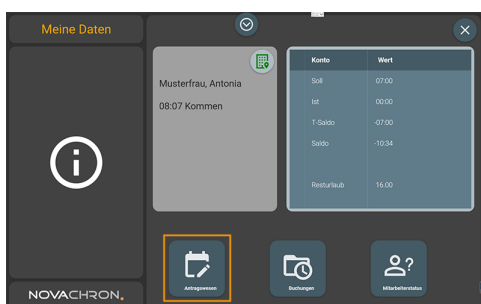 Meine Daten
Musterfrau, Antonia
08:07 Kommen
Konto Wert
Soll 07:00
Ist 00:00
T-Saldo -07:00
Saldo -10:34
Resturlaub 16.00
Antragswesen
Buchungen
Mitarbeiterstatus
NOVACHRON.